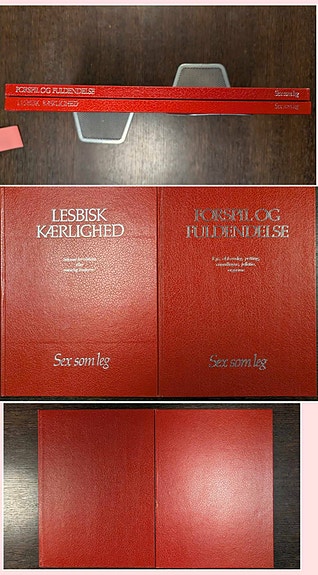 FORSPIL OG FULDENDELSE
Sex som leg
LESBISK KÆRLIGHED
Sex som leg
LESBISK
KÆRLIGHED
Sex som leg
FORSPIL OG
FULDENDELSE
Sex som leg